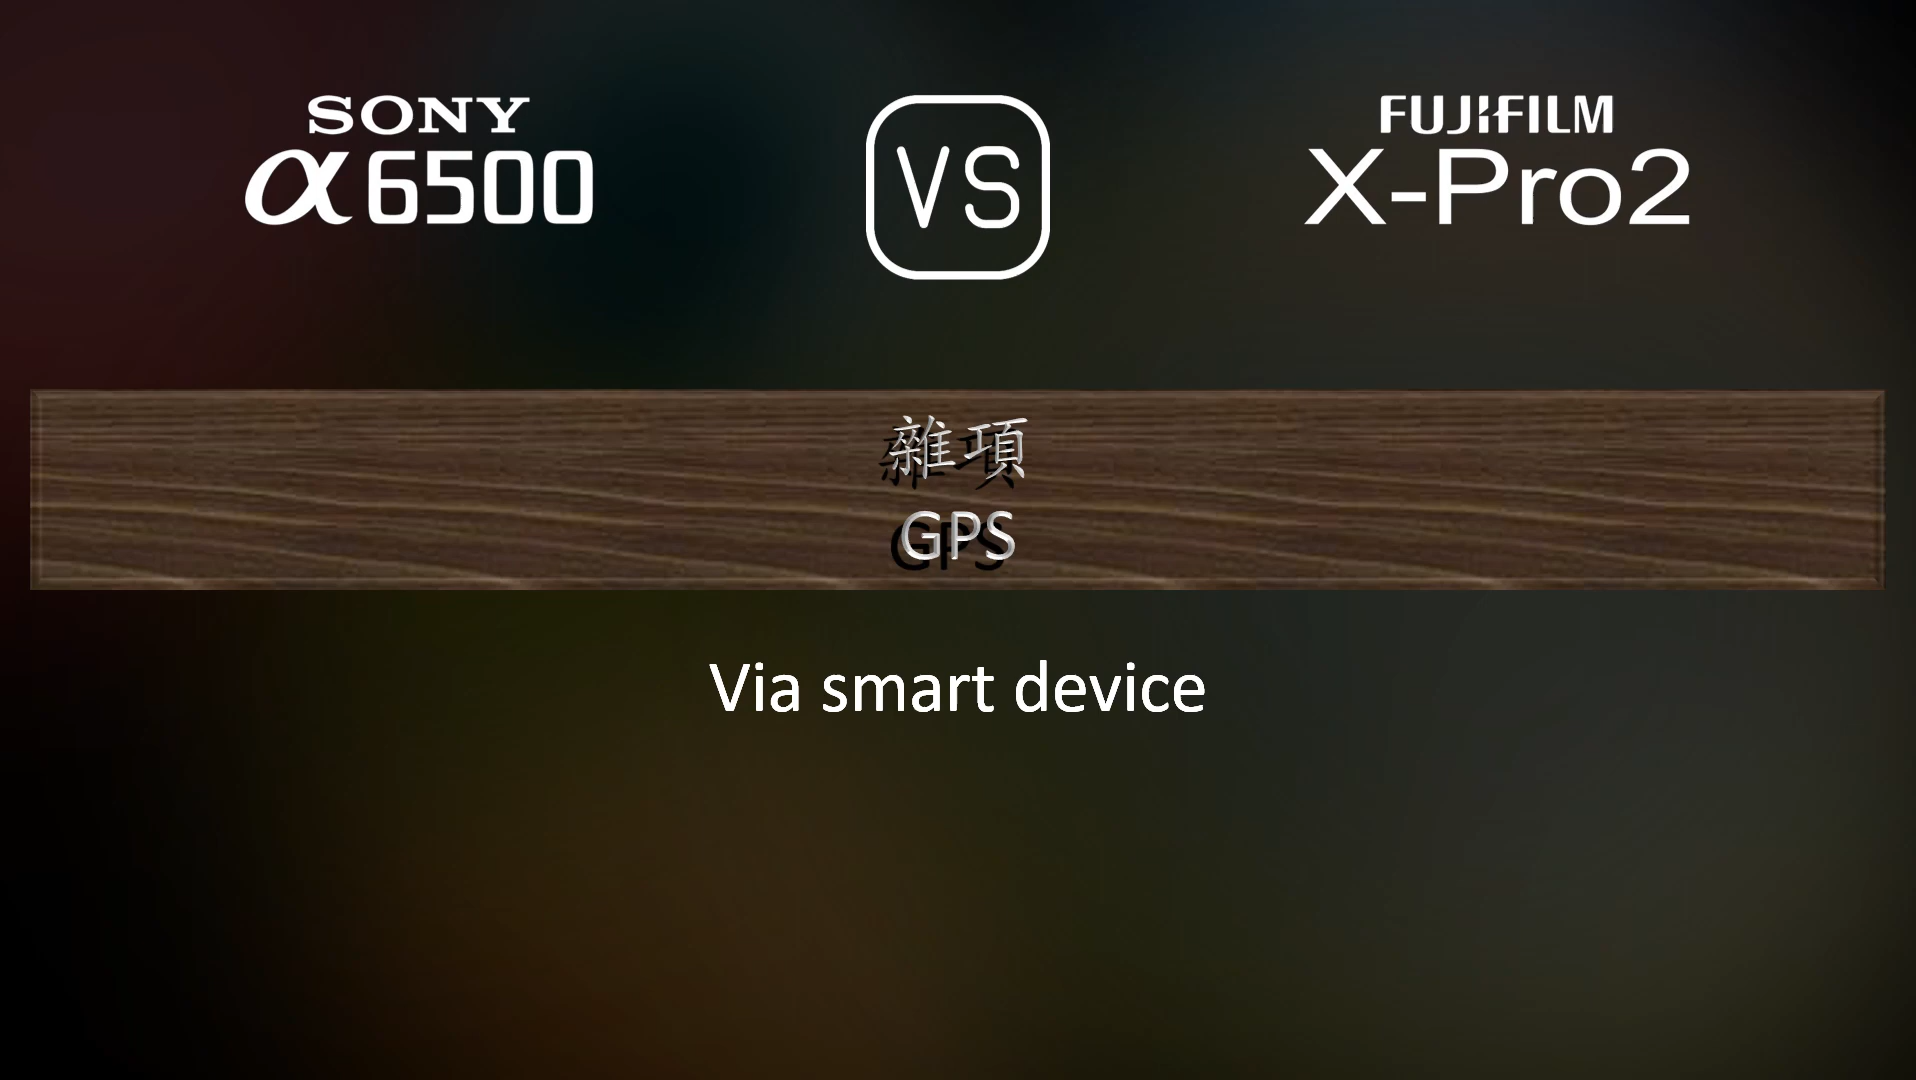 SONY
α6500
VS
FUJIFILM
X-Pro2
雜項
GPS
Via smart device